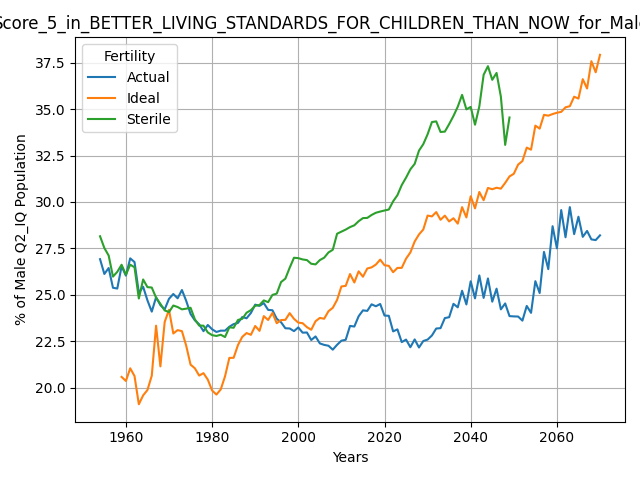 Score_5_in_BETTER_LIVING_STANDARDS_FOR_CHILDREN_THAN_NOW_for_Male
Fertility
Actual
Ideal
Sterile
37.5
35.0
32.5
30.0
27.5
25.0
22.5
20.0
% of Male Q2_IQ Population
1960
1980
2000
2020
2040
2060
Years